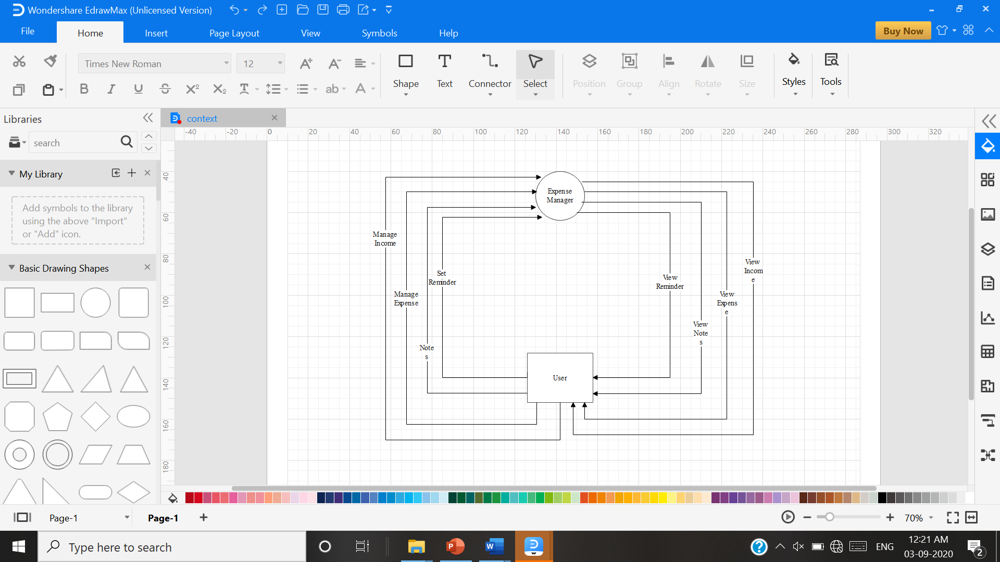 Wondershare EdrawMax (Unlicensed Version)
File
Home
Insert
Page Layout
View
Symbols
Help
Buy Now
Times New Roman
12
Shape
Text
Connector
Select
Position
Group
Align
Rotate
Size
Styles
Tools
Libraries
context
search
-40 -20 0 20 40 60 80 100 120 140 160 180 200 220 240 260 280 300 320
My Library
Add symbols to the library
using the above "Import"
or "Add" icon.
Basic Drawing Shapes
40
60
80
100
120
140
160
180
Expense
Manager
Manage
Income
Set
Reminder
Manage
Expense
Note
s
View
Incom
e
View
Reminder
View
Expens
e
View
Note
s
User
Page-1
Page-1
70%
Type here to search
ENG
12:21 AM
03-09-2020
2